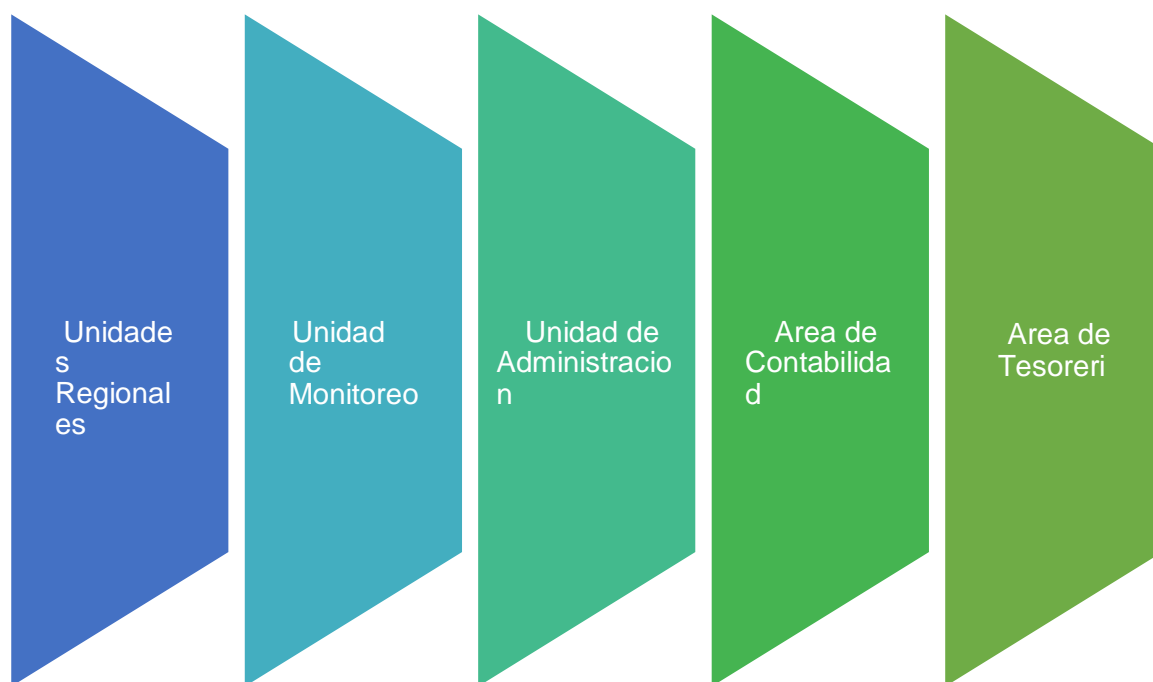 Unidade
s
Regional
es
Unidad
de
Monitoreo
Unidad de
Administracio
n
Area de
Contabilida
d
Area de
Tesoreri